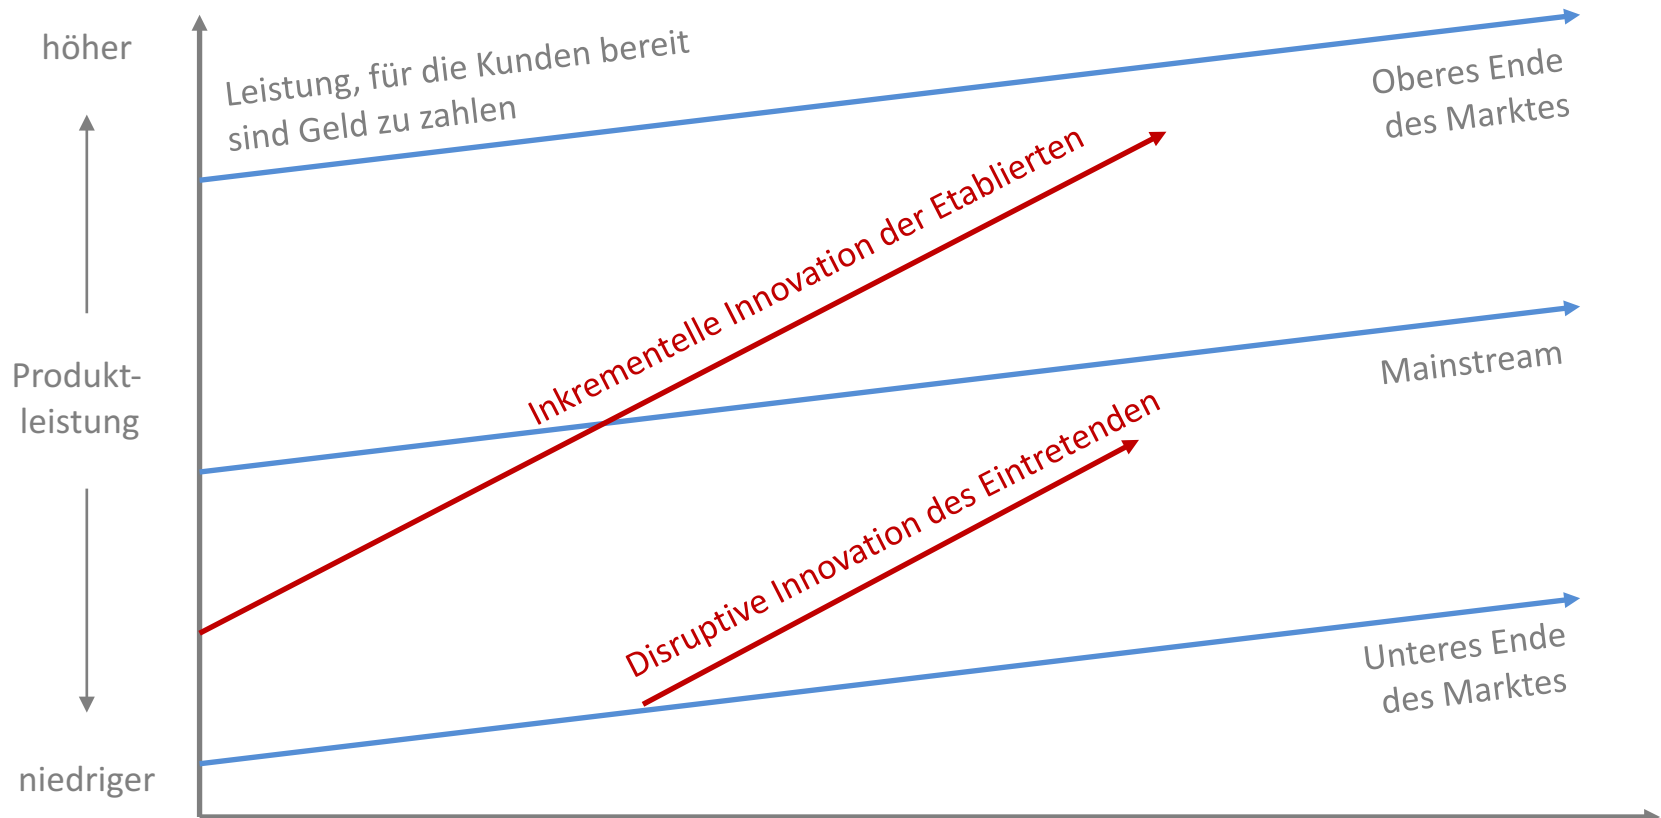 höher
Leistung, für die Kunden bereit
sind Geld zu zahlen
Oberes Ende
des Marktes
Inkrementelle Innovation der Etablierten
Produkt-
leistung
Mainstream
Disruptive Innovation des Eintretenden
Unteres Ende
des Marktes
niedriger